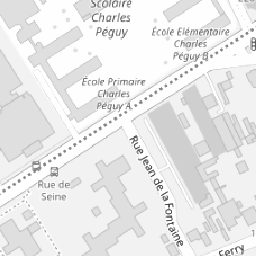 Scolaire
Charles
Péguy
École Élémentaire
Charles
Péguy B
École Primaire
Charles
Péguy A
Rue Jean de la Fontaine
Rue de
Seine
Ferry